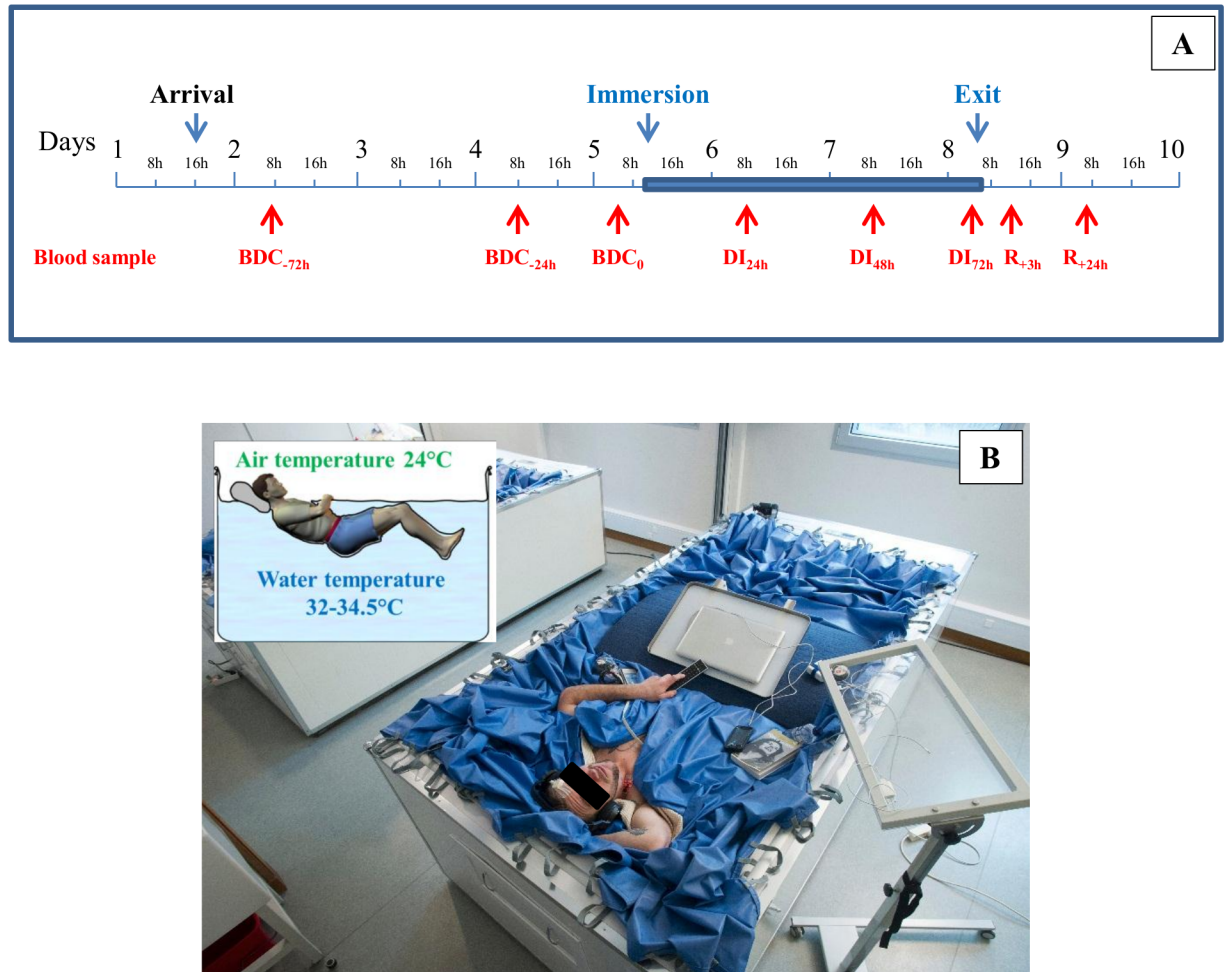 A
Arrival Immersion Exit
Days 1 2 3 4 5 6 7 8 9 10
8h 16h 8h 16h 8h 16h 8h 16h 8h 16h 8h 16h 8h 16h 8h 16h 8h 16h
Blood sample BDC-72h BDC-24h BDC0 DI24h DI48h DI72h R+3h R+24h
B
Air temperature 24°C
Water temperature
32-34.5°C